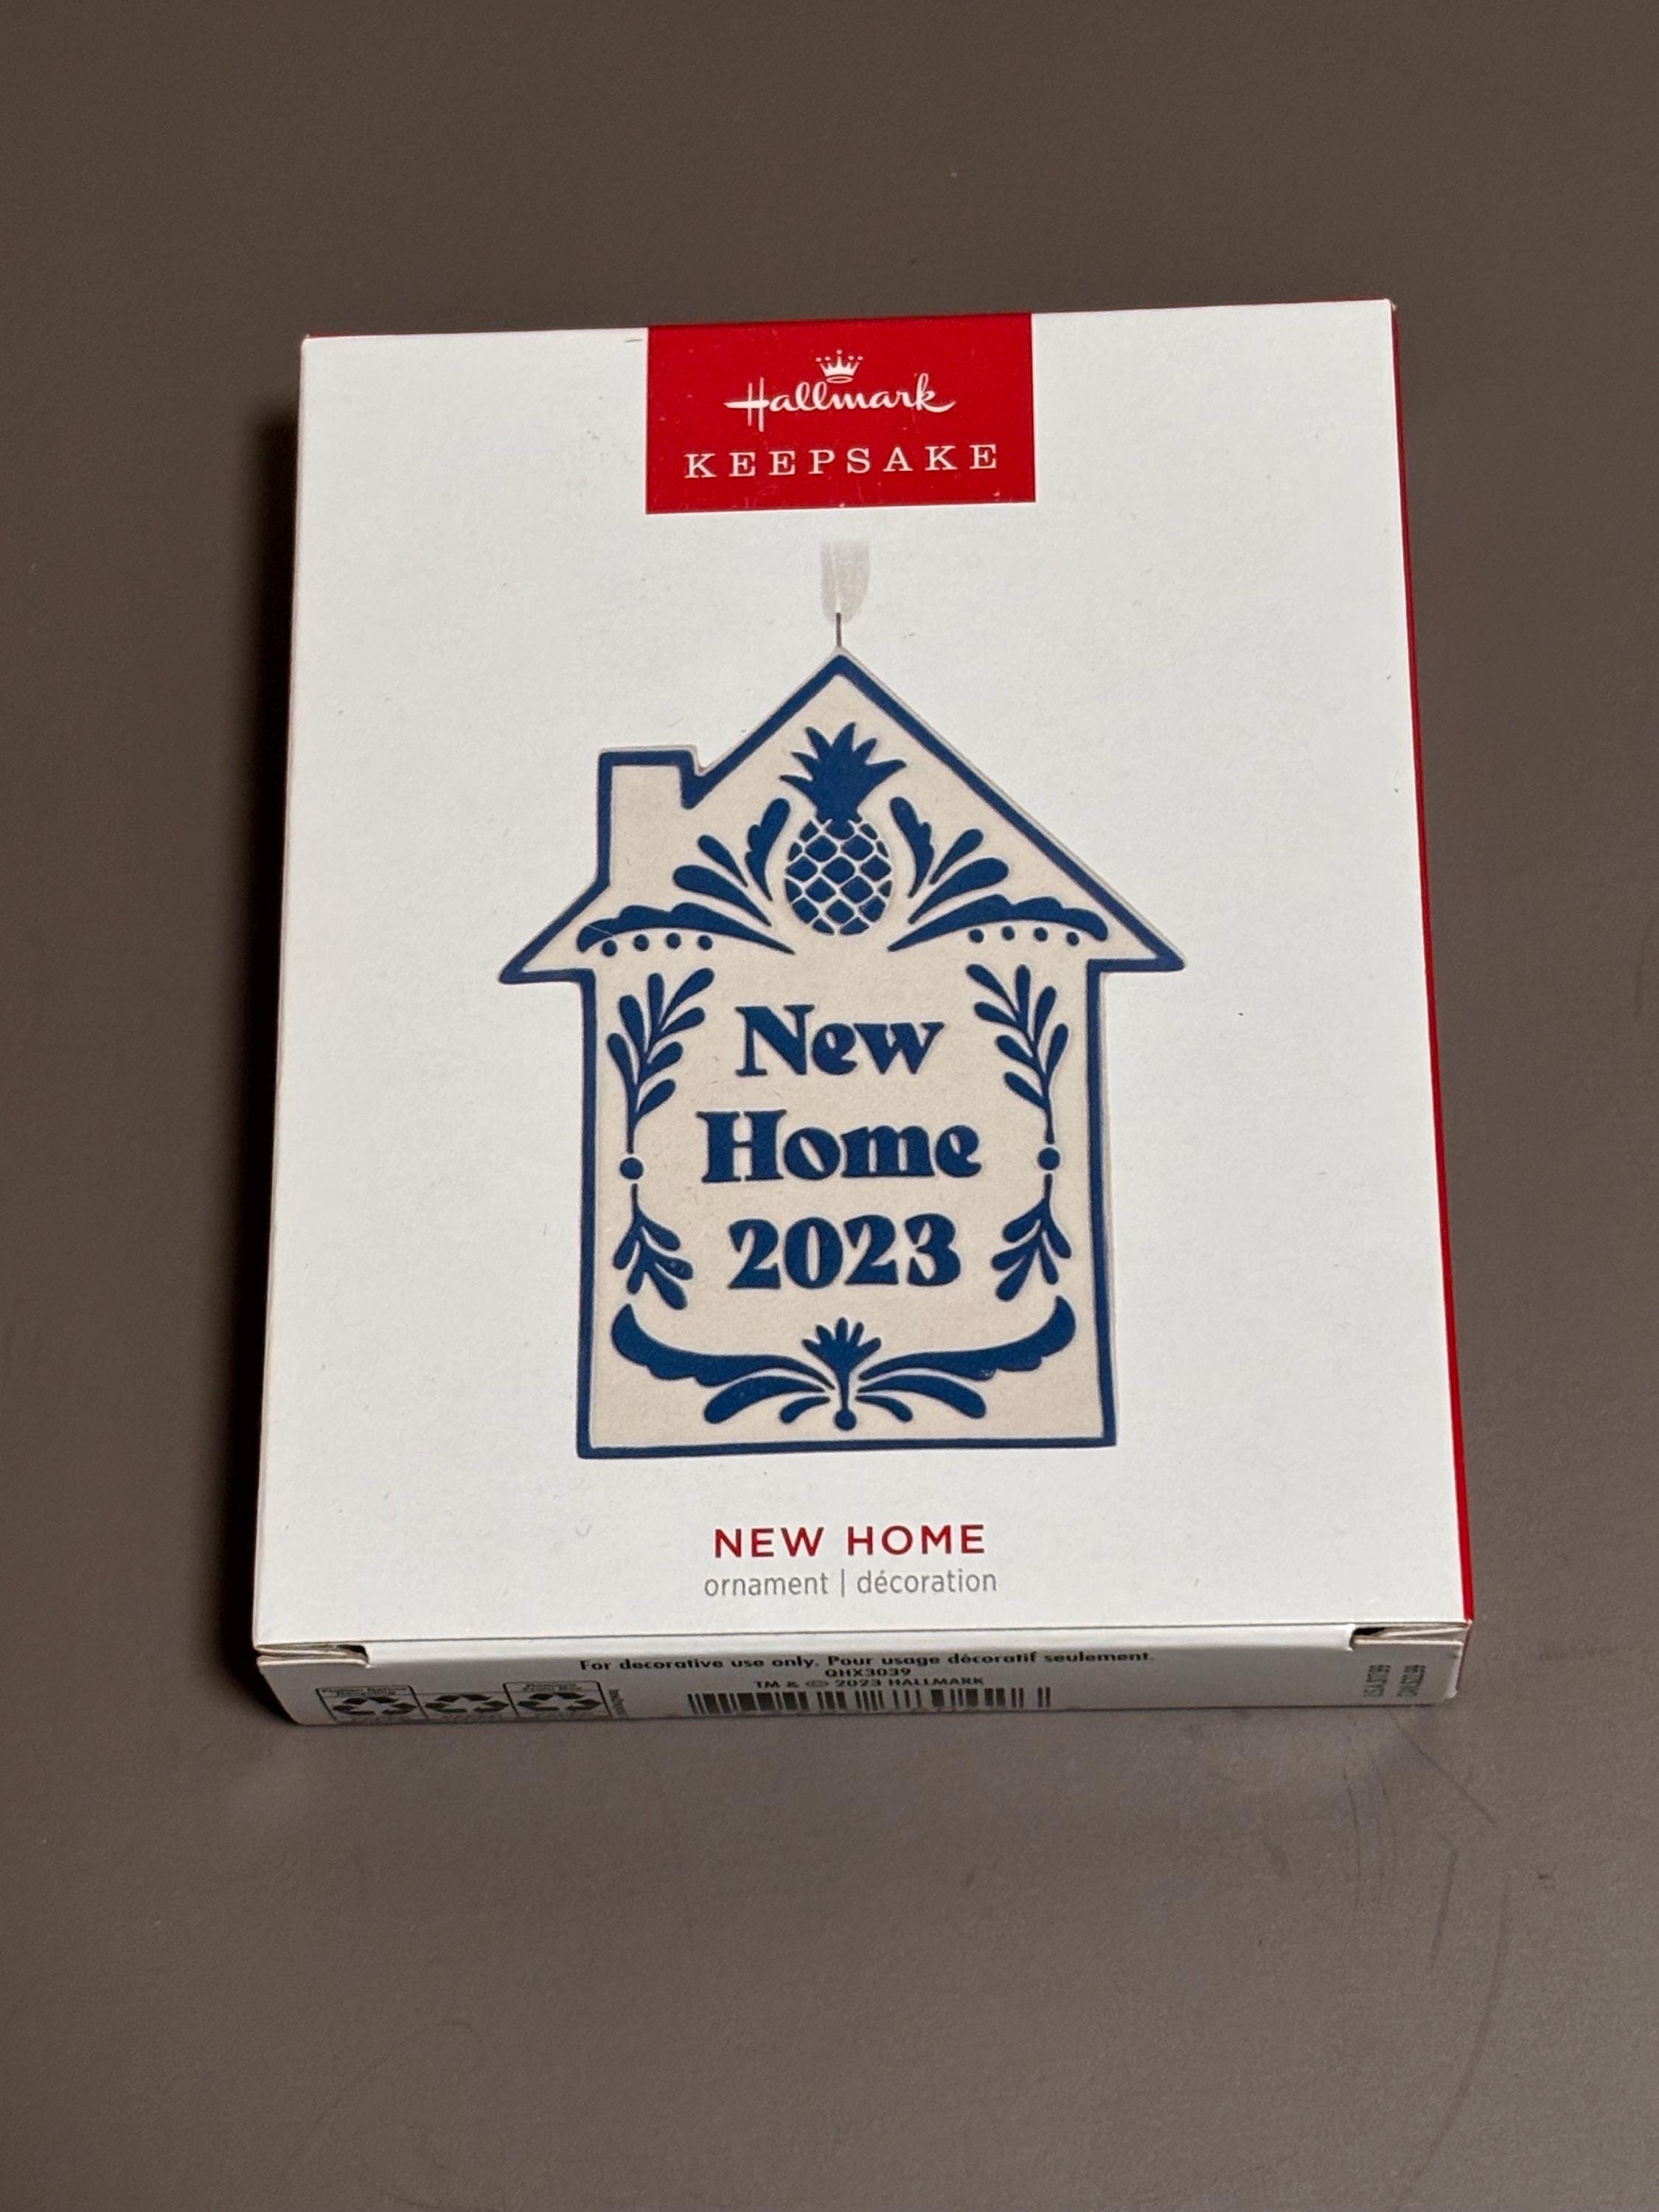 Hallmark
KEEPSAKE
New
Home
2023
NEW HOME
ornament | décoration
For decorative use only. Pour usage décoratif seulement.
QHX3039
TM & © 2023 HALLMARK